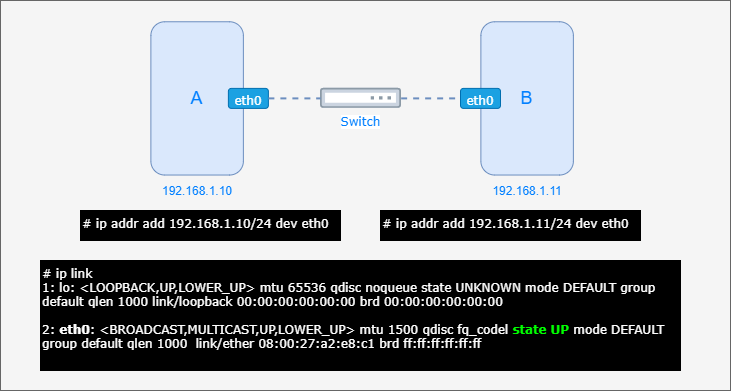 A
B
eth0
eth0
Switch
192.168.1.10
192.168.1.11
# ip addr add 192.168.1.10/24 dev eth0
# ip addr add 192.168.1.11/24 dev eth0
# ip link
1: lo: <LOOPBACK,UP,LOWER_UP> mtu 65536 qdisc noqueue state UNKNOWN mode DEFAULT group
default qlen 1000 link/loopback 00:00:00:00:00:00 brd 00:00:00:00:00:00
2: eth0: <BROADCAST,MULTICAST,UP,LOWER_UP> mtu 1500 qdisc fq_codel state UP mode DEFAULT
group default qlen 1000  link/ether 08:00:27:a2:e8:c1 brd ff:ff:ff:ff:ff:ff